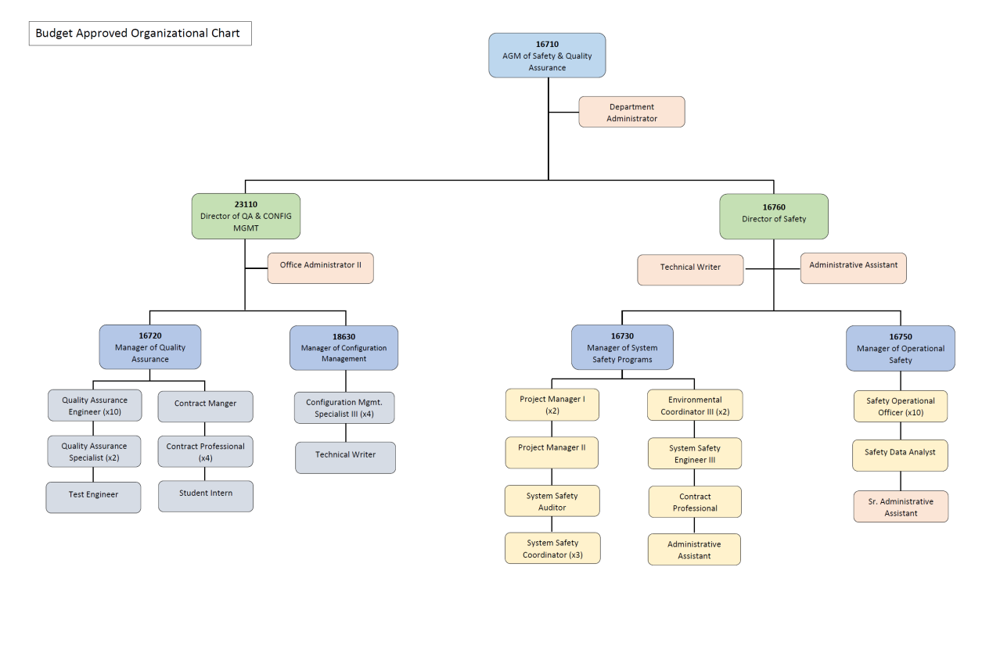 Budget Approved Organizational Chart
16710
AGM of Safety & Quality
Assurance
Department
Administrator
23110
Director of QA & CONFIG
MGMT
16760
Director of Safety
Office Administrator II
Technical Writer
Administrative Assistant
16720
Manager of Quality
Assurance
18630
Manager of Configuration
Management
16730
Manager of System
Safety Programs
16750
Manager of Operational
Safety
Quality Assurance
Engineer (x10)
Quality Assurance
Specialist (x2)
Test Engineer
Contract Manger
Contract Professional
(x4)
Student Intern
Configuration Mgmt.
Specialist III (x4)
Technical Writer
Project Manager I
(x2)
Project Manager II
System Safety
Auditor
System Safety
Coordinator (x3)
Environmental
Coordinator III (x2)
System Safety
Engineer III
Contract
Professional
Administrative
Assistant
Safety Operational
Officer (x10)
Safety Data Analyst
Sr. Administrative
Assistant